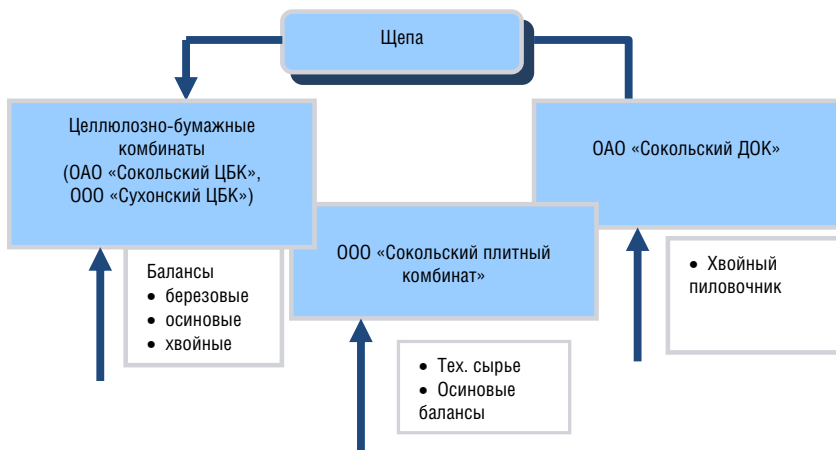 Щепа
Целлюлозно-бумажные
комбинаты
(ОАО «Сокольский ЦБК»,
ООО «Сухонский ЦБК»)
ОАО «Сокольский ДОК»
ООО «Сокольский плитный
комбинат»
Балансы
• березовые
• осиновые
• хвойные
• Тех. сырье
• Осиновые
балансы
• Хвойный
пиловочник